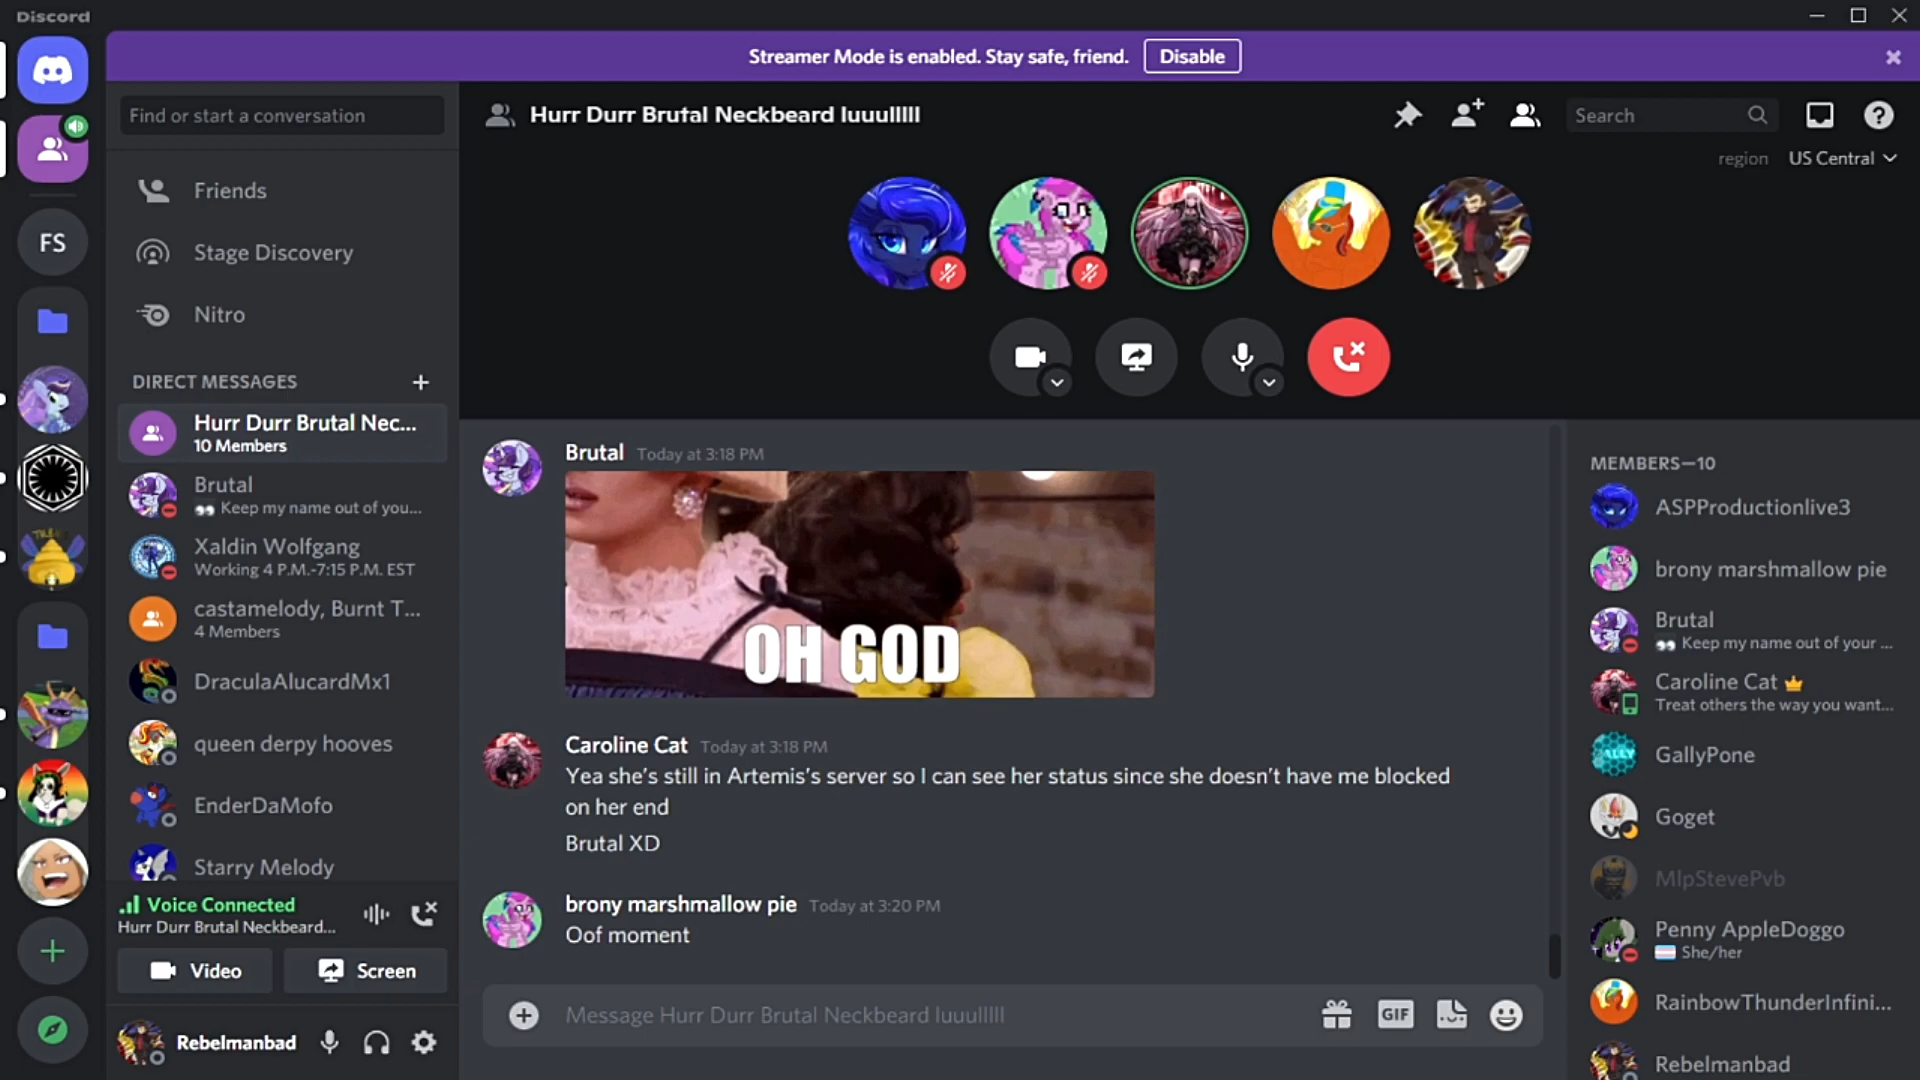 Discord
Streamer Mode is enabled. Stay safe, friend.
Disable
Find or start a conversation
Hurr Durr Brutal Neckbeard luuulllll
Search
region
US Central
FS
Friends
Stage Discovery
Nitro
DIRECT MESSAGES
Hurr Durr Brutal Nec...
10 Members
Brutal
Keep my name out of you...
Xaldin Wolfgang
Working 4 P.M.-7:15 P.M. EST
castamelody, Burnt T...
4 Members
DraculaAlucardMx1
queen derpy hooves
EnderDaMofo
Starry Melody
Voice Connected
Hurr Durr Brutal Neckbeard...
Video
Screen
Rebelmanbad
Brutal Today at 3:18 PM
OH GOD
Caroline Cat Today at 3:18 PM
Yea she's still in Artemis's server so I can see her status since she doesn't have me blocked
on her end
Brutal XD
brony marshmallow pie Today at 3:20 PM
Oof moment
Message Hurr Durr Brutal Neckbeard luuulllll
GIF
MEMBERS—10
ASPProductionlive3
brony marshmallow pie
Brutal
Keep my name out of your ...
Caroline Cat
Treat others the way you want...
GALLY
GallyPone
Goget
MlpStevePvb
Penny AppleDoggo
She/her
RainbowThunderInfini...
Rebelmanbad